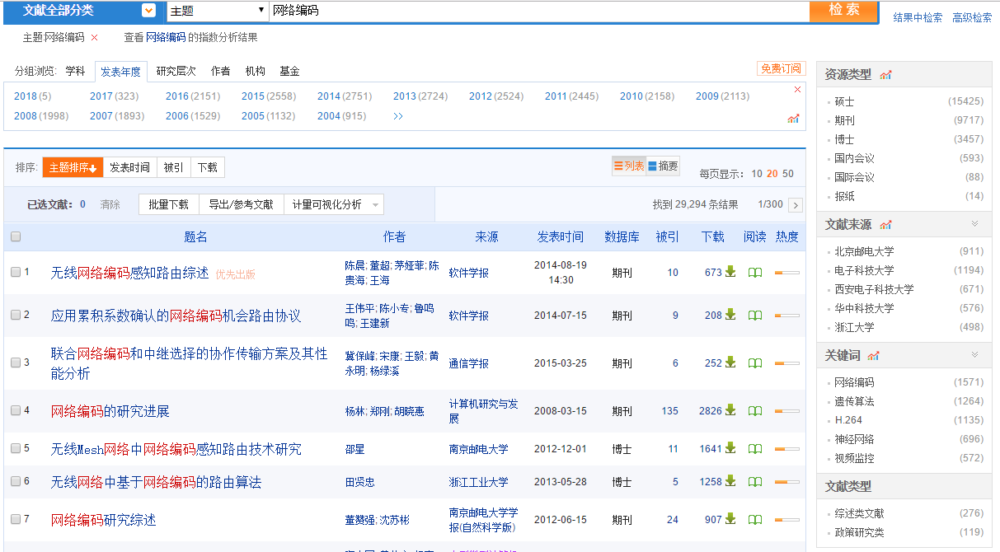 文献全部分类 主题 网络编码 检 索 结果中检索 高级检索
主题:网络编码 × 查看 网络编码 的指数分析结果
分组浏览: 学科 发表年度 研究层次 作者 机构 基金 免费订阅
2018(5) 2017(323) 2016(2151) 2015(2558) 2014(2751) 2013(2724) 2012(2524) 2011(2445) 2010(2158) 2009(2113)
2008(1998) 2007(1893) 2006(1529) 2005(1132) 2004(915) >>
排序: 主题排序 发表时间 被引 下载 列表 摘要 每页显示: 10 20 50
已选文献: 0 清除 批量下载 导出/参考文献 计量可视化分析 找到 29,294 条结果 1/300 >
题名 作者 来源 发表时间 数据库 被引 下载 阅读 热度
1 无线网络编码感知路由综述 优先出版 陈晨; 董超; 茅娅菲; 陈贵海; 王海 软件学报 2014-08-19 14:30 期刊 10 673
2 应用累积系数确认的网络编码机会路由协议 王伟平; 陈小专; 鲁鸣鸣; 王建新 软件学报 2014-07-15 期刊 9 208
3 联合网络编码和中继选择的协作传输方案及其性能分析 冀保峰; 宋康; 王毅; 黄永明; 杨绿溪 通信学报 2015-03-25 期刊 6 252
4 网络编码的研究进展 杨林; 郑刚; 胡晓惠 计算机研究与发展 2008-03-15 期刊 135 2826
5 无线Mesh网络中网络编码感知路由技术研究 邵星 南京邮电大学 2012-12-01 博士 11 1641
6 无线网络中基于网络编码的路由算法 田贤忠 浙江工业大学 2013-05-28 博士 5 1258
7 网络编码研究综述 董赞强; 沈苏彬 南京邮电大学学报(自然科学版) 2012-06-15 期刊 24 907
资源类型
硕士 (15425)
期刊 (9717)
博士 (3457)
国内会议 (593)
国际会议 (88)
报纸 (14)
文献来源
北京邮电大学 (911)
电子科技大学 (1194)
西安电子科技大学 (671)
华中科技大学 (576)
浙江大学 (498)
关键词
网络编码 (1571)
遗传算法 (1264)
H.264 (1135)
神经网络 (696)
视频监控 (572)
文献类型
综述类文献 (276)
政策研究类 (119)